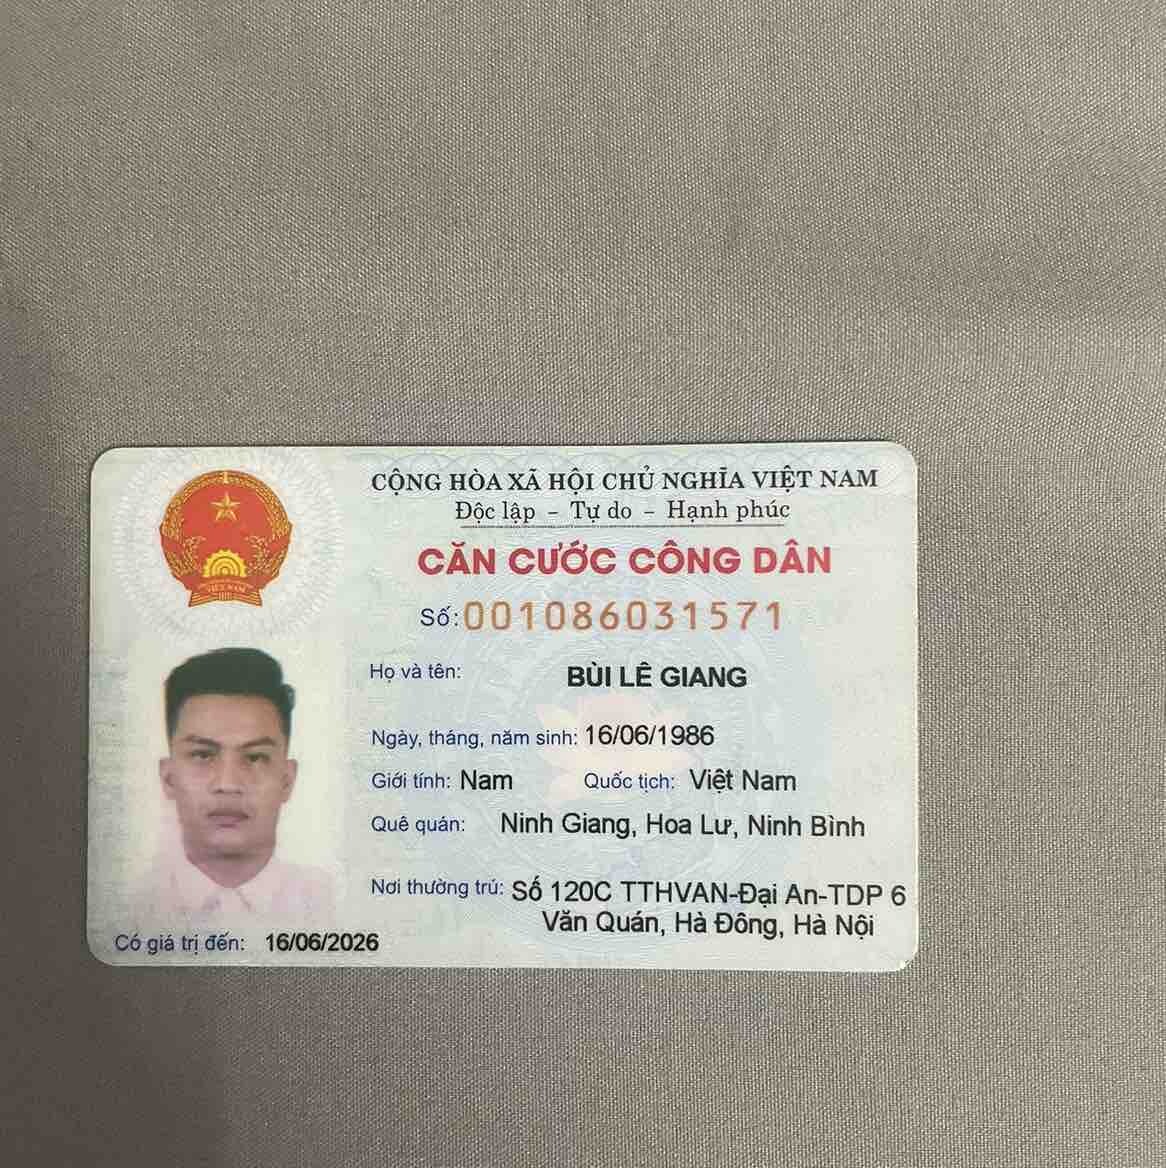 CỘNG HÒA XÃ HỘI CHỦ NGHĨA VIỆT NAM
Độc lập - Tự do - Hạnh phúc
CĂN CƯỚC CÔNG DÂN
Số: 001086031571
Họ và tên: BÙI LÊ GIANG
Ngày, tháng, năm sinh: 16/06/1986
Giới tính: Nam Quốc tịch: Việt Nam
Quê quán: Ninh Giang, Hoa Lư, Ninh Bình
Nơi thường trú: Số 120C TTHVAN-Đại An-TDP 6
Văn Quán, Hà Đông, Hà Nội
Có giá trị đến: 16/06/2026
VIỆT NAM